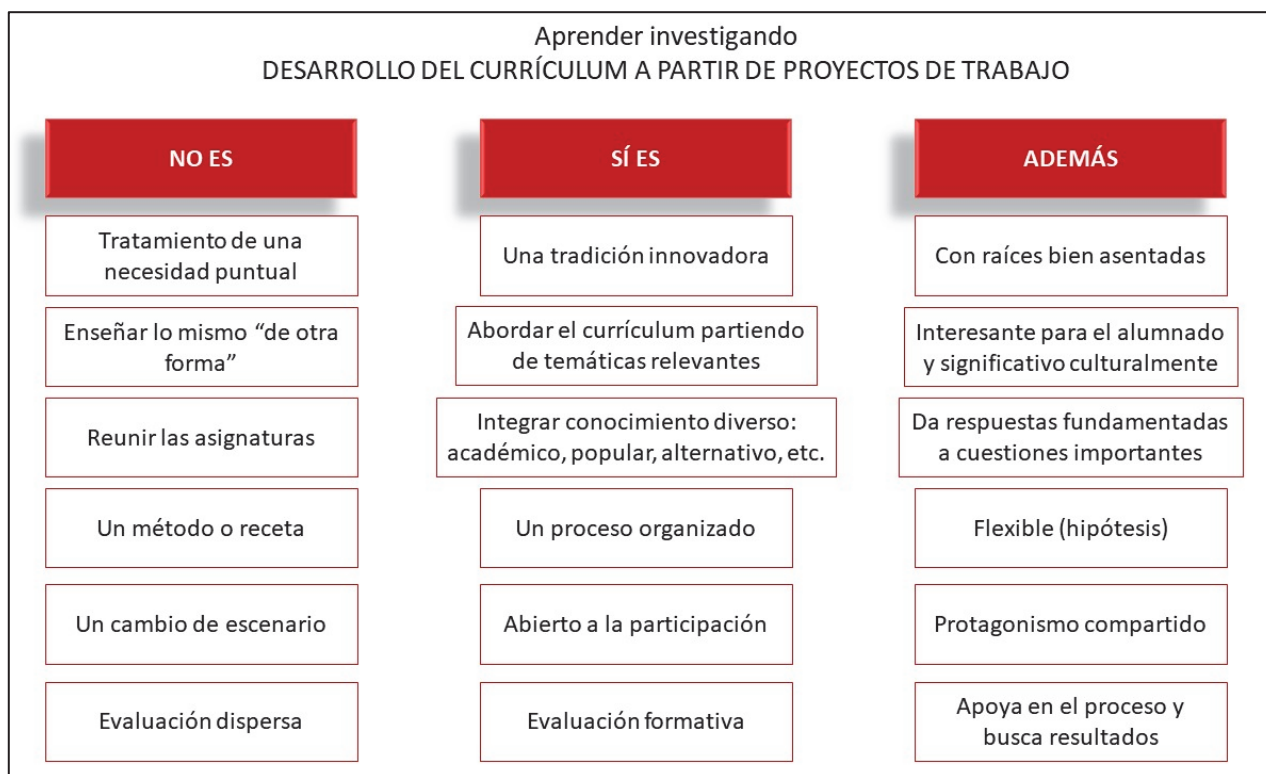 Aprender investigando
DESARROLLO DEL CURRÍCULUM A PARTIR DE PROYECTOS DE TRABAJO
NO ES
SÍ ES
ADEMÁS
Tratamiento de una
necesidad puntual
Una tradición innovadora
Con raíces bien asentadas
Enseñar lo mismo “de otra
forma”
Abordar el currículum partiendo
de temáticas relevantes
Interesante para el alumnado
y significativo culturalmente
Reunir las asignaturas
Integrar conocimiento diverso:
académico, popular, alternativo, etc.
Da respuestas fundamentadas
a cuestiones importantes
Un método o receta
Un proceso organizado
Flexible (hipótesis)
Un cambio de escenario
Abierto a la participación
Protagonismo compartido
Evaluación dispersa
Evaluación formativa
Apoya en el proceso y
busca resultados